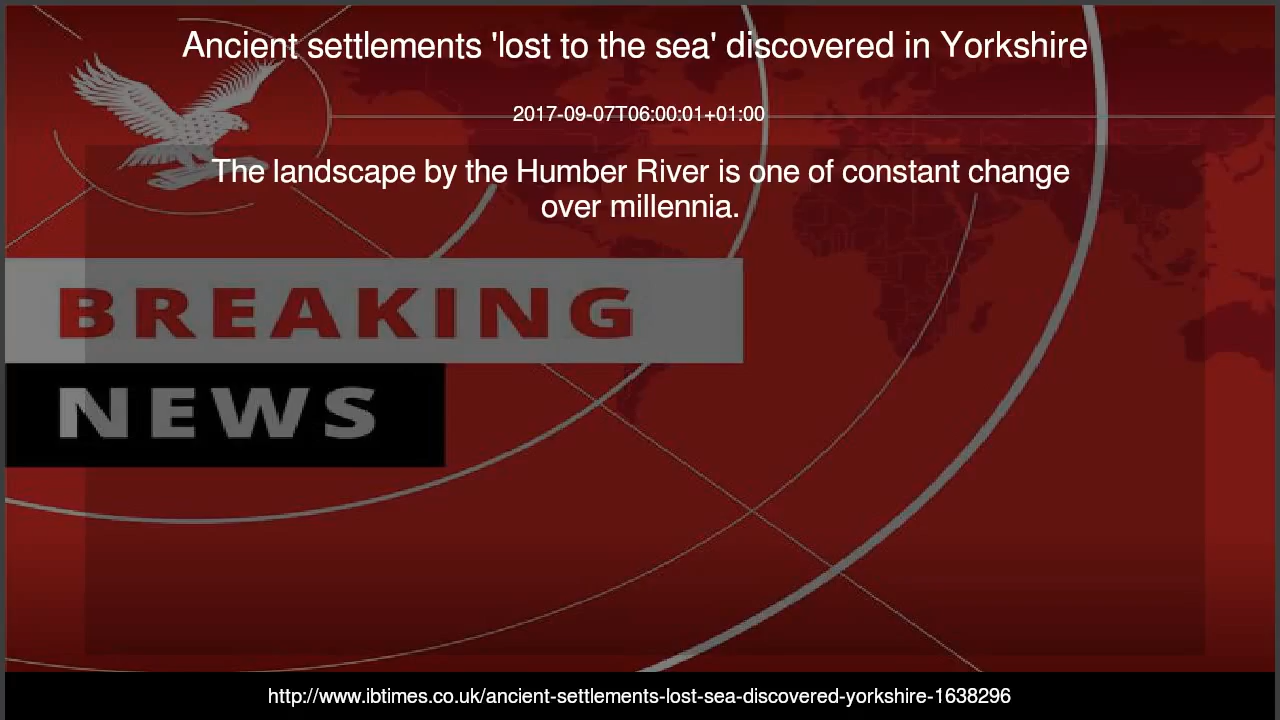 Ancient settlements 'lost to the sea' discovered in Yorkshire
2017-09-07T06:00:01+01:00
The landscape by the Humber River is one of constant change
over millennia.
BREAKING
NEWS
http://www.ibtimes.co.uk/ancient-settlements-lost-sea-discovered-yorkshire-1638296